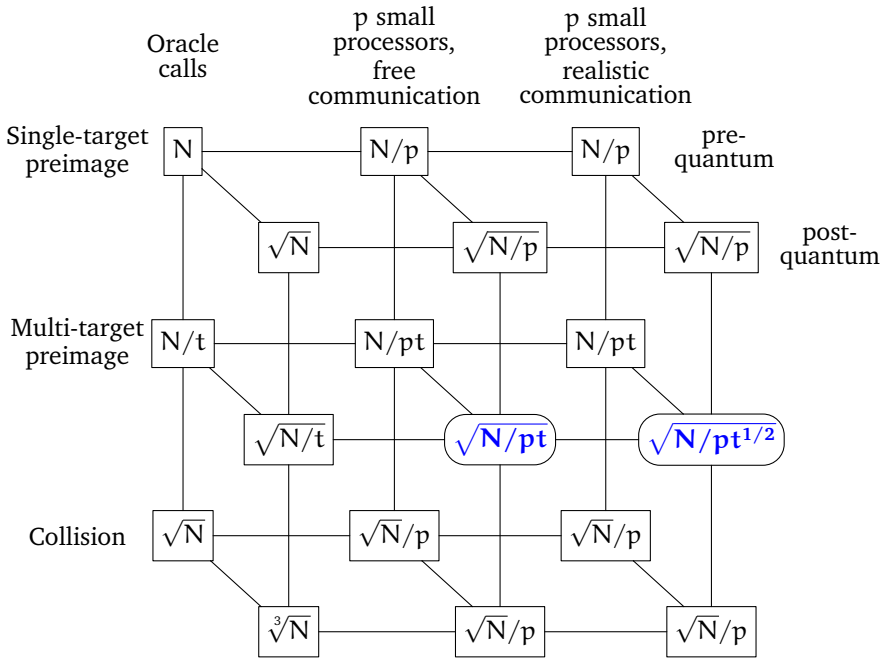 Oracle
calls
p small
processors,
free
communication
p small
processors,
realistic
communication
Single-target
preimage
N
N/p
N/p
pre-
quantum
√N
√N/p
√N/p
post-
quantum
Multi-target
preimage
N/t
N/pt
N/pt
√N/t
√N/pt
√N/pt^1/2
Collision
√N
√N/p
√N/p
∛N
√N/p
√N/p